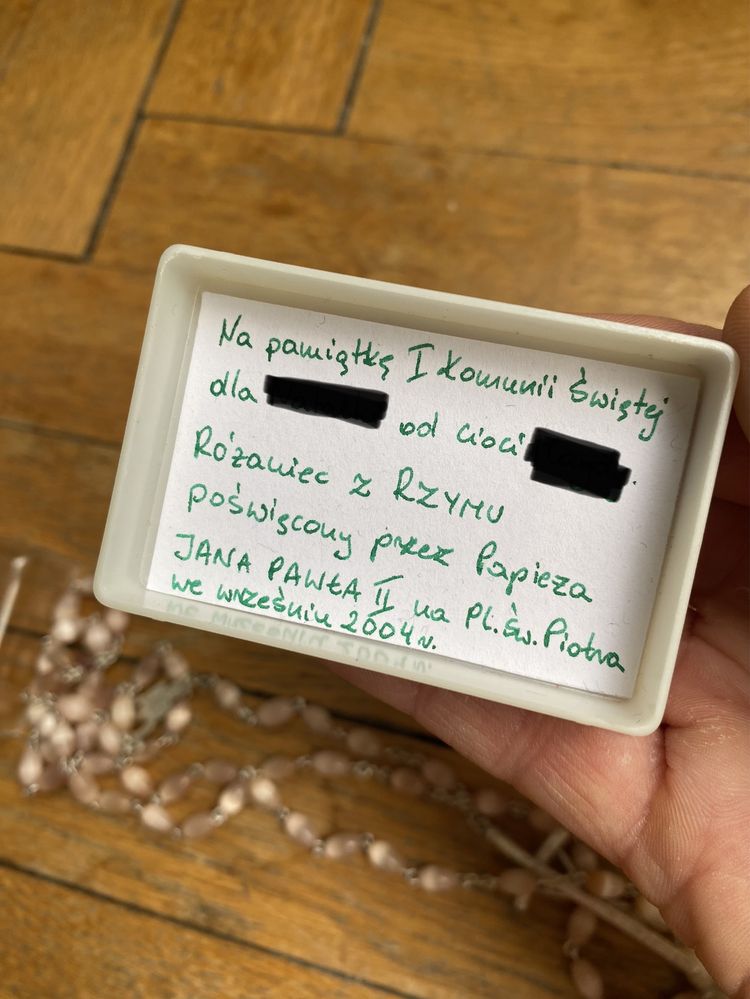 Na pamiątkę I Komunii Świętej
dla od cioci
Różaniec z RZYMU
poświęcony przez Papieża
JANA PAWŁA II na Pl. Św. Piotra
we wrześniu 2004r.